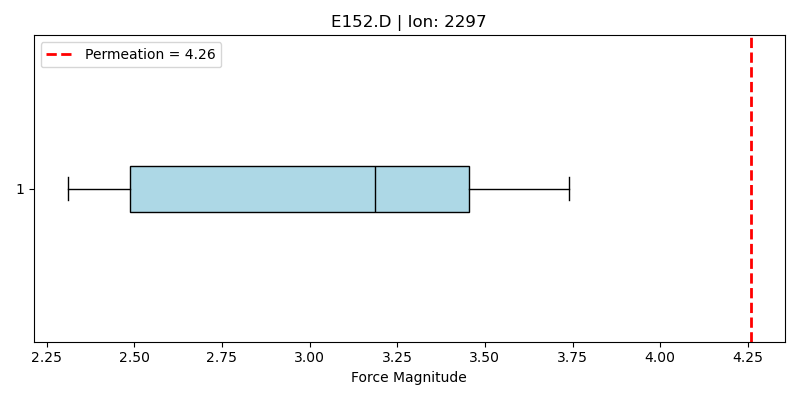 E152.D | Ion: 2297
Permeation = 4.26
1
2.25 2.50 2.75 3.00 3.25 3.50 3.75 4.00 4.25
Force Magnitude